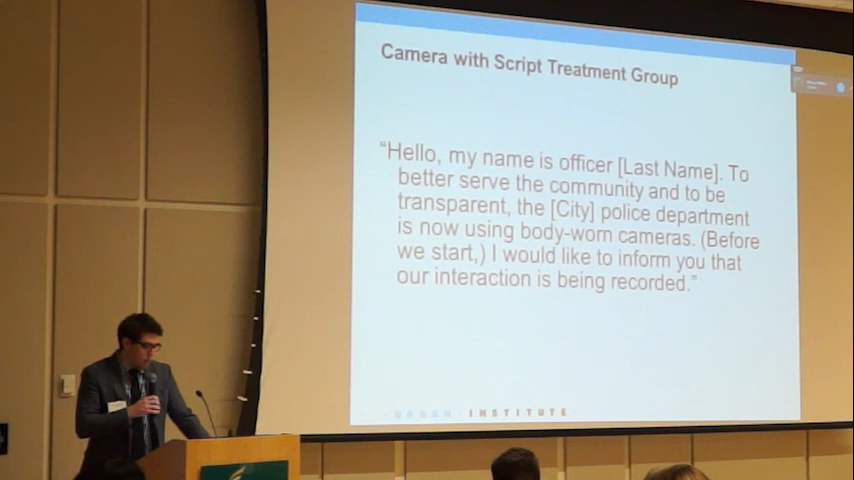 Camera with Script Treatment Group
“Hello, my name is officer [Last Name]. To
better serve the community and to be
transparent, the [City] police department
is now using body-worn cameras. (Before
we start,) I would like to inform you that
our interaction is being recorded.”
URBAN INSTITUTE